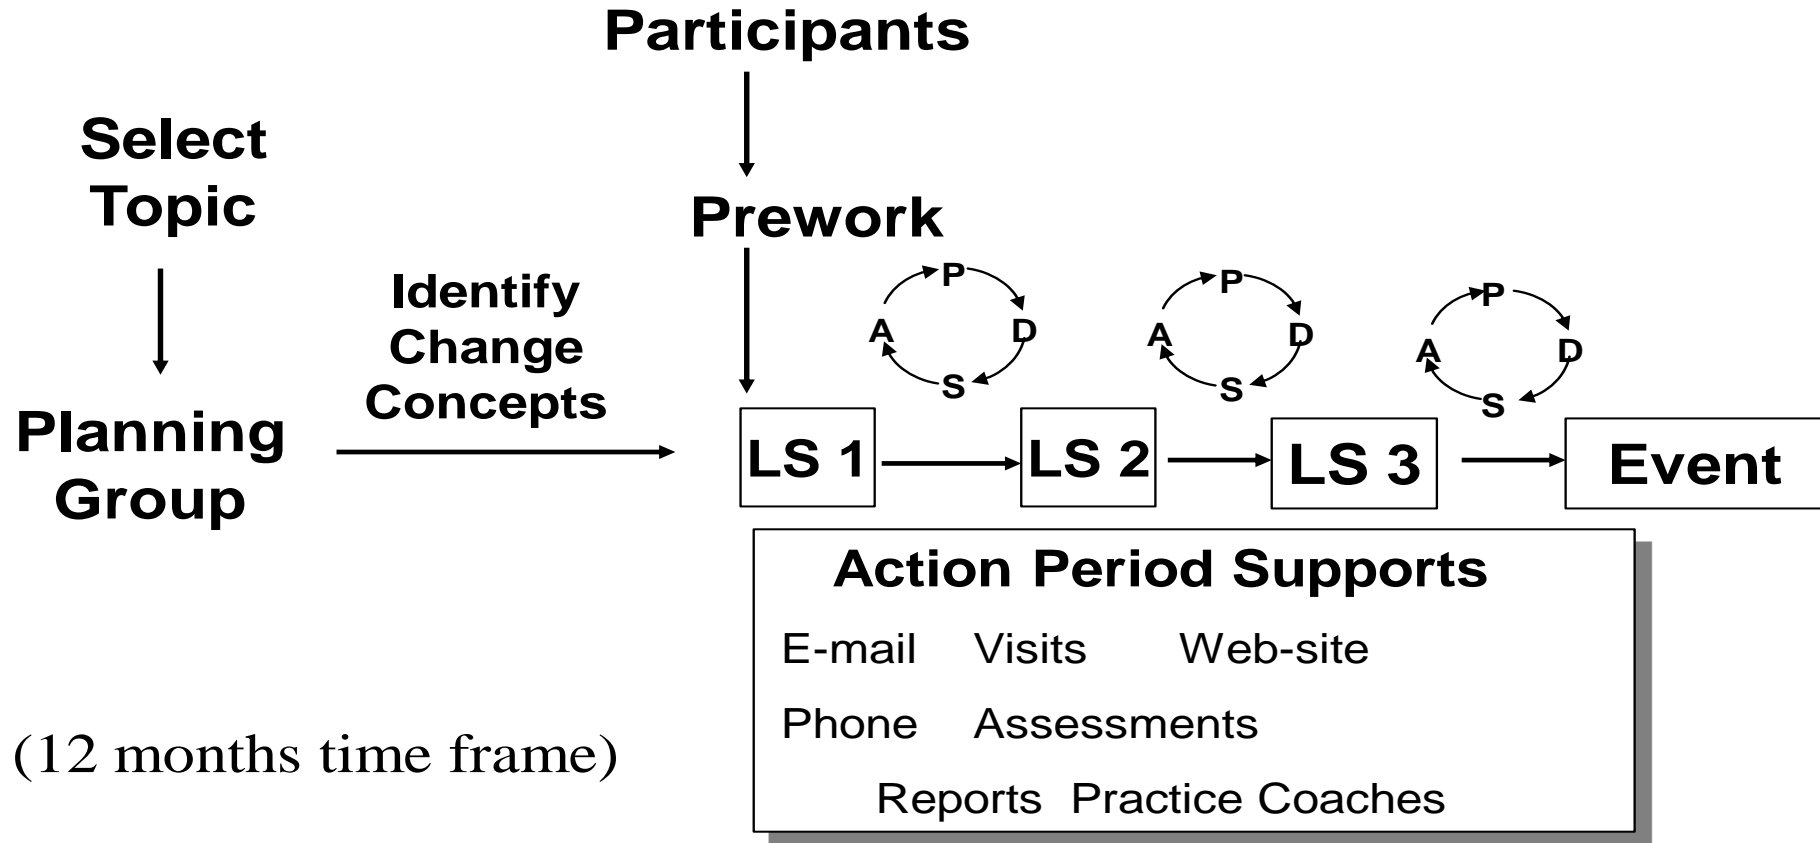 Participants
Select
Topic
Prework
Identify
Change
Concepts
Planning
Group
P
A D
S
P
A D
S
P
A D
S
LS 1
LS 2
LS 3
Event
Action Period Supports
E-mail Visits Web-site
Phone Assessments
Reports Practice Coaches
(12 months time frame)